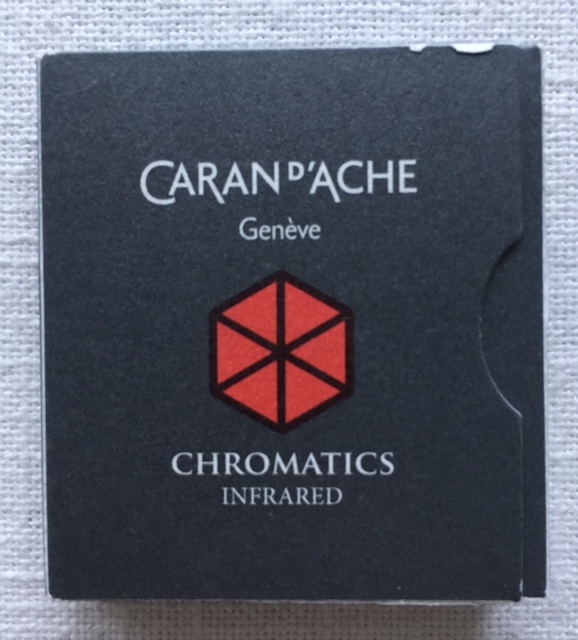 CARAN D'ACHE
Genève
CHROMATICS
INFRARED